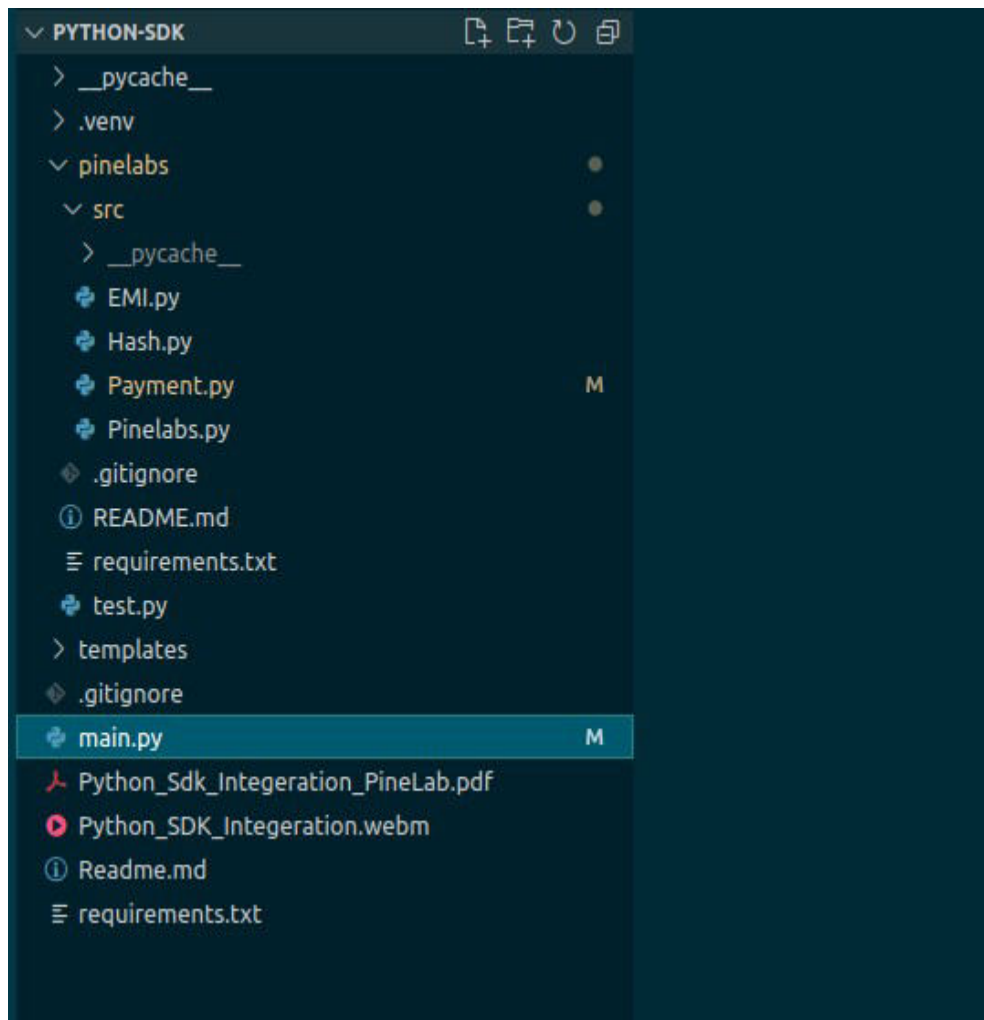 PYTHON-SDK
__pycache__
.venv
pinelabs
src
__pycache__
EMI.py
Hash.py
Payment.py M
Pinelabs.py
.gitignore
README.md
requirements.txt
test.py
templates
.gitignore
main.py M
Python_Sdk_Integeration_PineLab.pdf
Python_SDK_Integeration.webm
Readme.md
requirements.txt